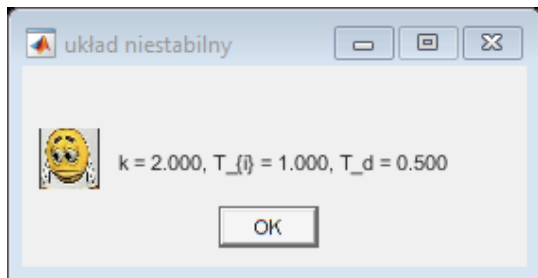 układ niestabilny
k = 2.000, T_{i} = 1.000, T_d = 0.500
OK